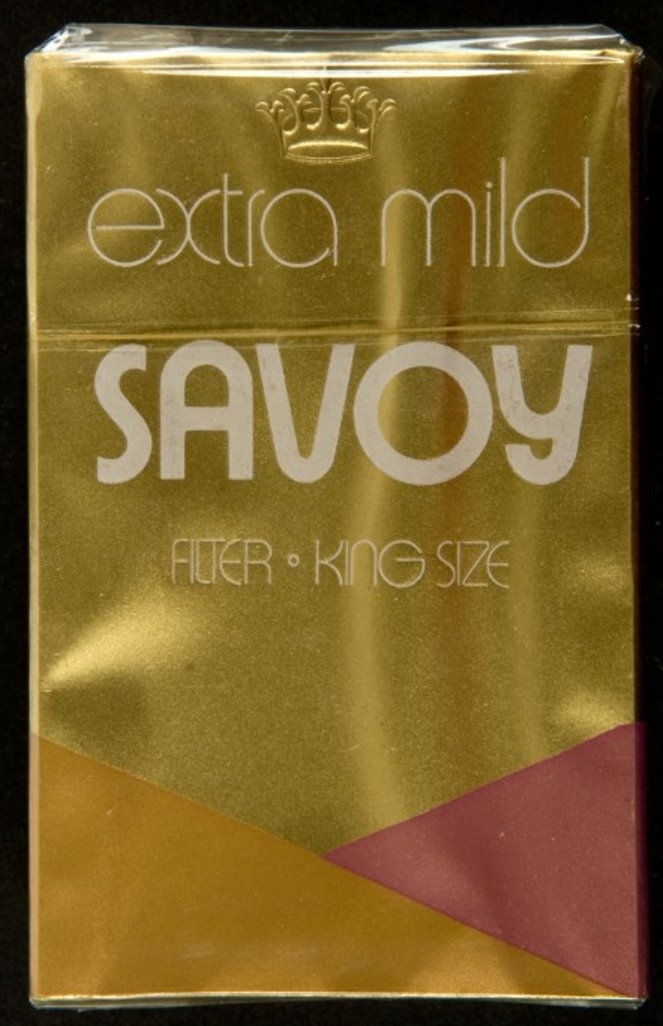 extra mild
SAVOY
FILTER • KING SIZE